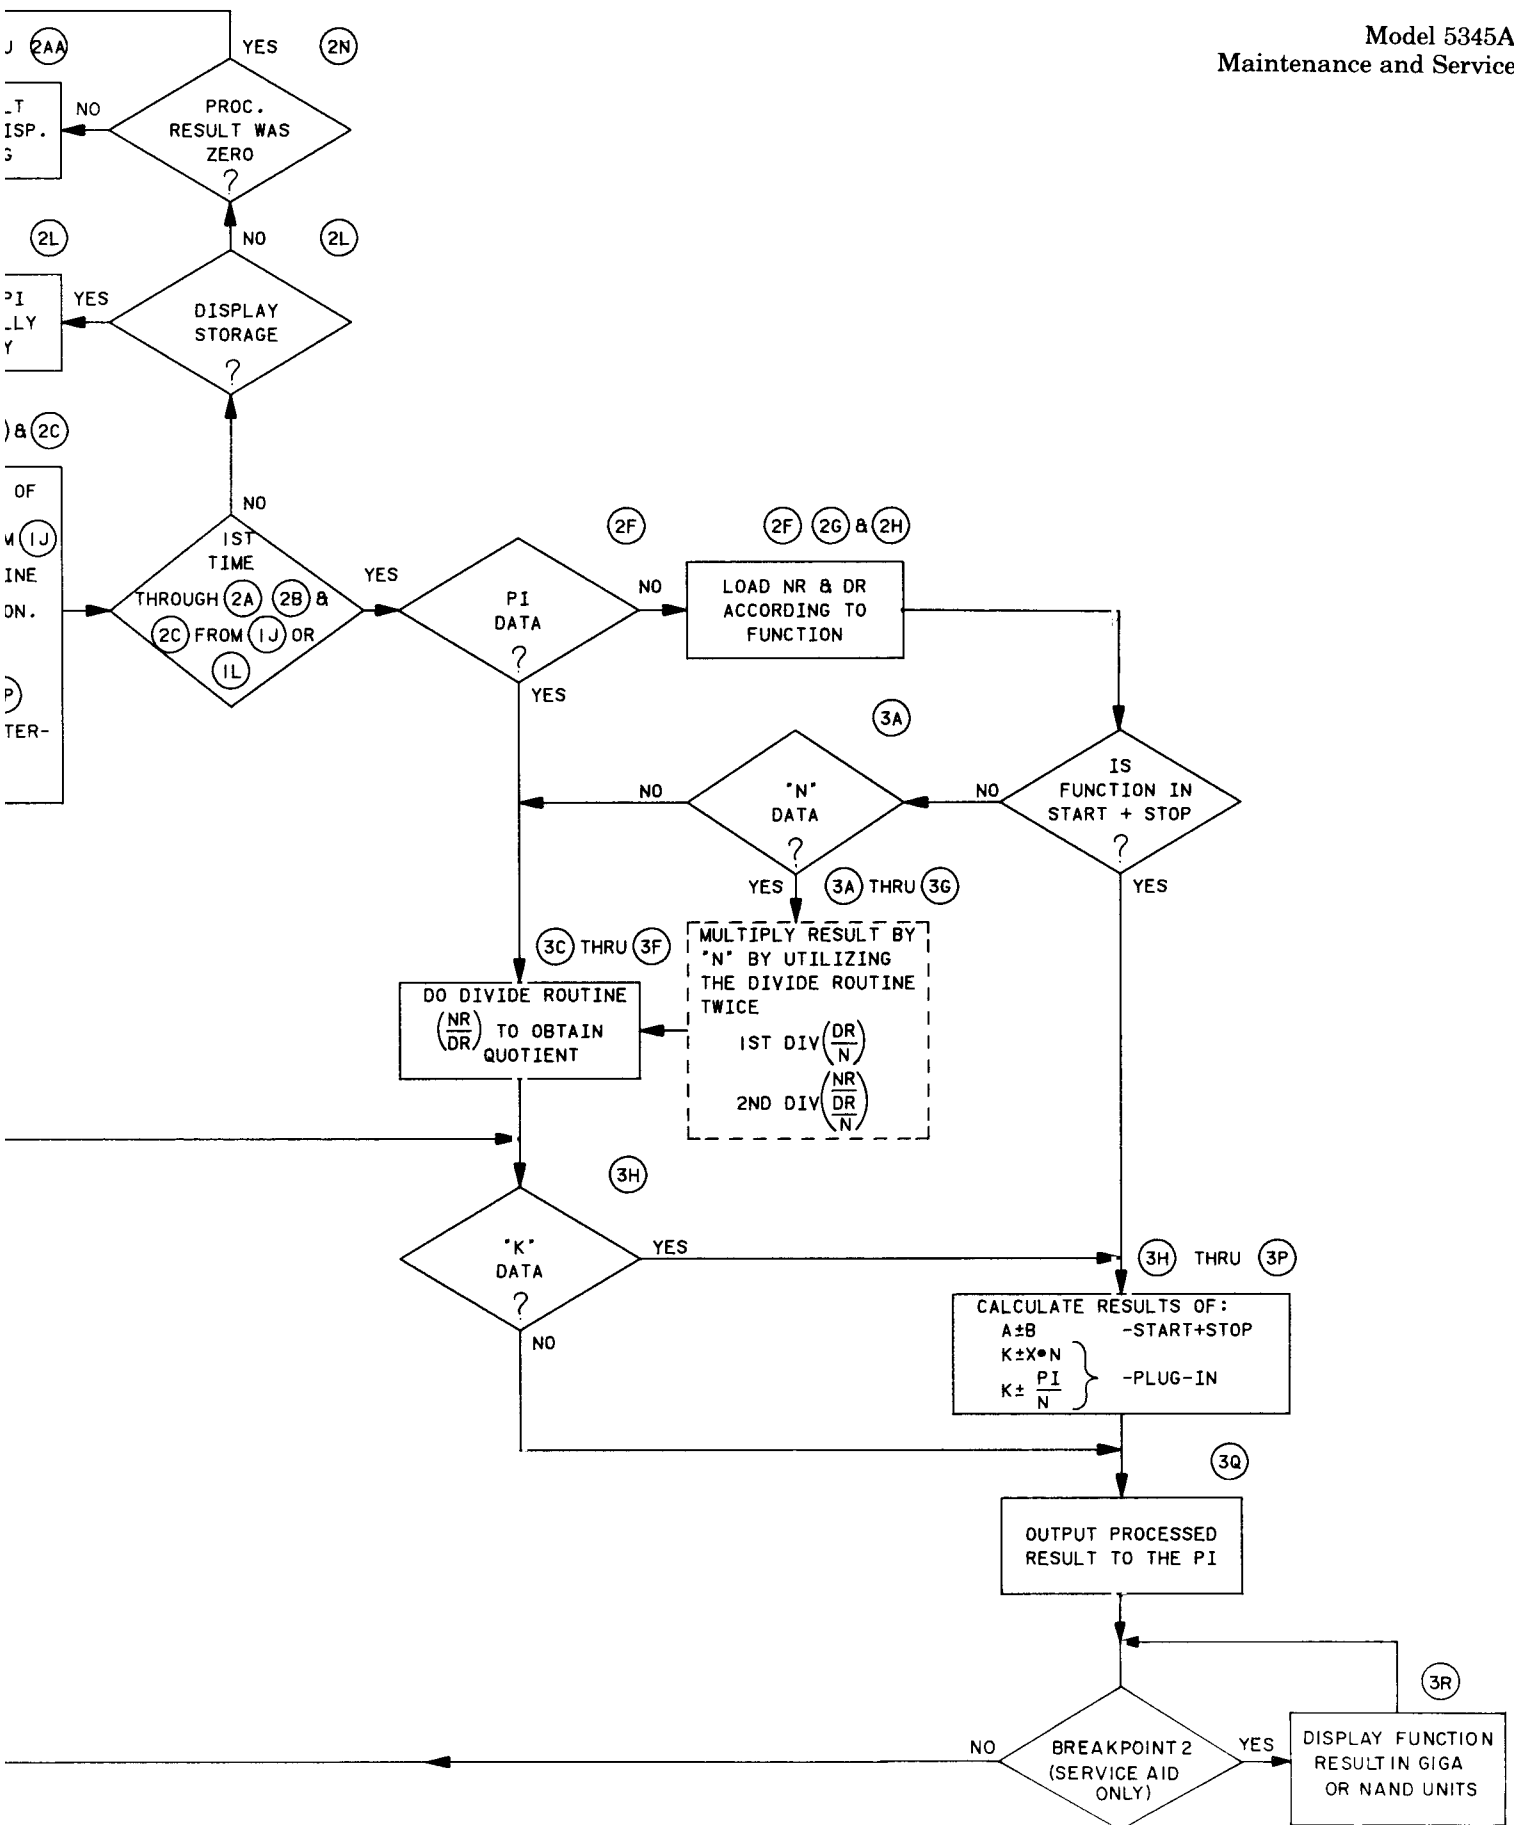 Model 5345A
Maintenance and Service
2AA
YES
2N
NO
PROC.
RESULT WAS
ZERO
?
LT
ISP.
G
2L
NO
2L
PI
LLY
Y
YES
DISPLAY
STORAGE
?
& 2C
OF
M 1J
INE
ON.
P
TER-
NO
1ST
TIME
THROUGH 2A 2B &
2C FROM 1J OR
1L
YES
2F
PI
DATA
?
NO
YES
2F 2G & 2H
LOAD NR & DR
ACCORDING TO
FUNCTION
3A
IS
FUNCTION IN
START + STOP
?
NO
YES
"N"
DATA
?
NO
YES
3A THRU 3G
MULTIPLY RESULT BY
"N" BY UTILIZING
THE DIVIDE ROUTINE
TWICE
1ST DIV (DR/N)
2ND DIV (NR/DR/N)
3C THRU 3F
DO DIVIDE ROUTINE
(NR/DR) TO OBTAIN
QUOTIENT
3H
"K"
DATA
?
YES
NO
3H THRU 3P
CALCULATE RESULTS OF:
A±B -START+STOP
K±X•N
K± PI/N } -PLUG-IN
3Q
OUTPUT PROCESSED
RESULT TO THE PI
3R
NO
BREAKPOINT 2
(SERVICE AID
ONLY)
YES
DISPLAY FUNCTION
RESULT IN GIGA
OR NAND UNITS